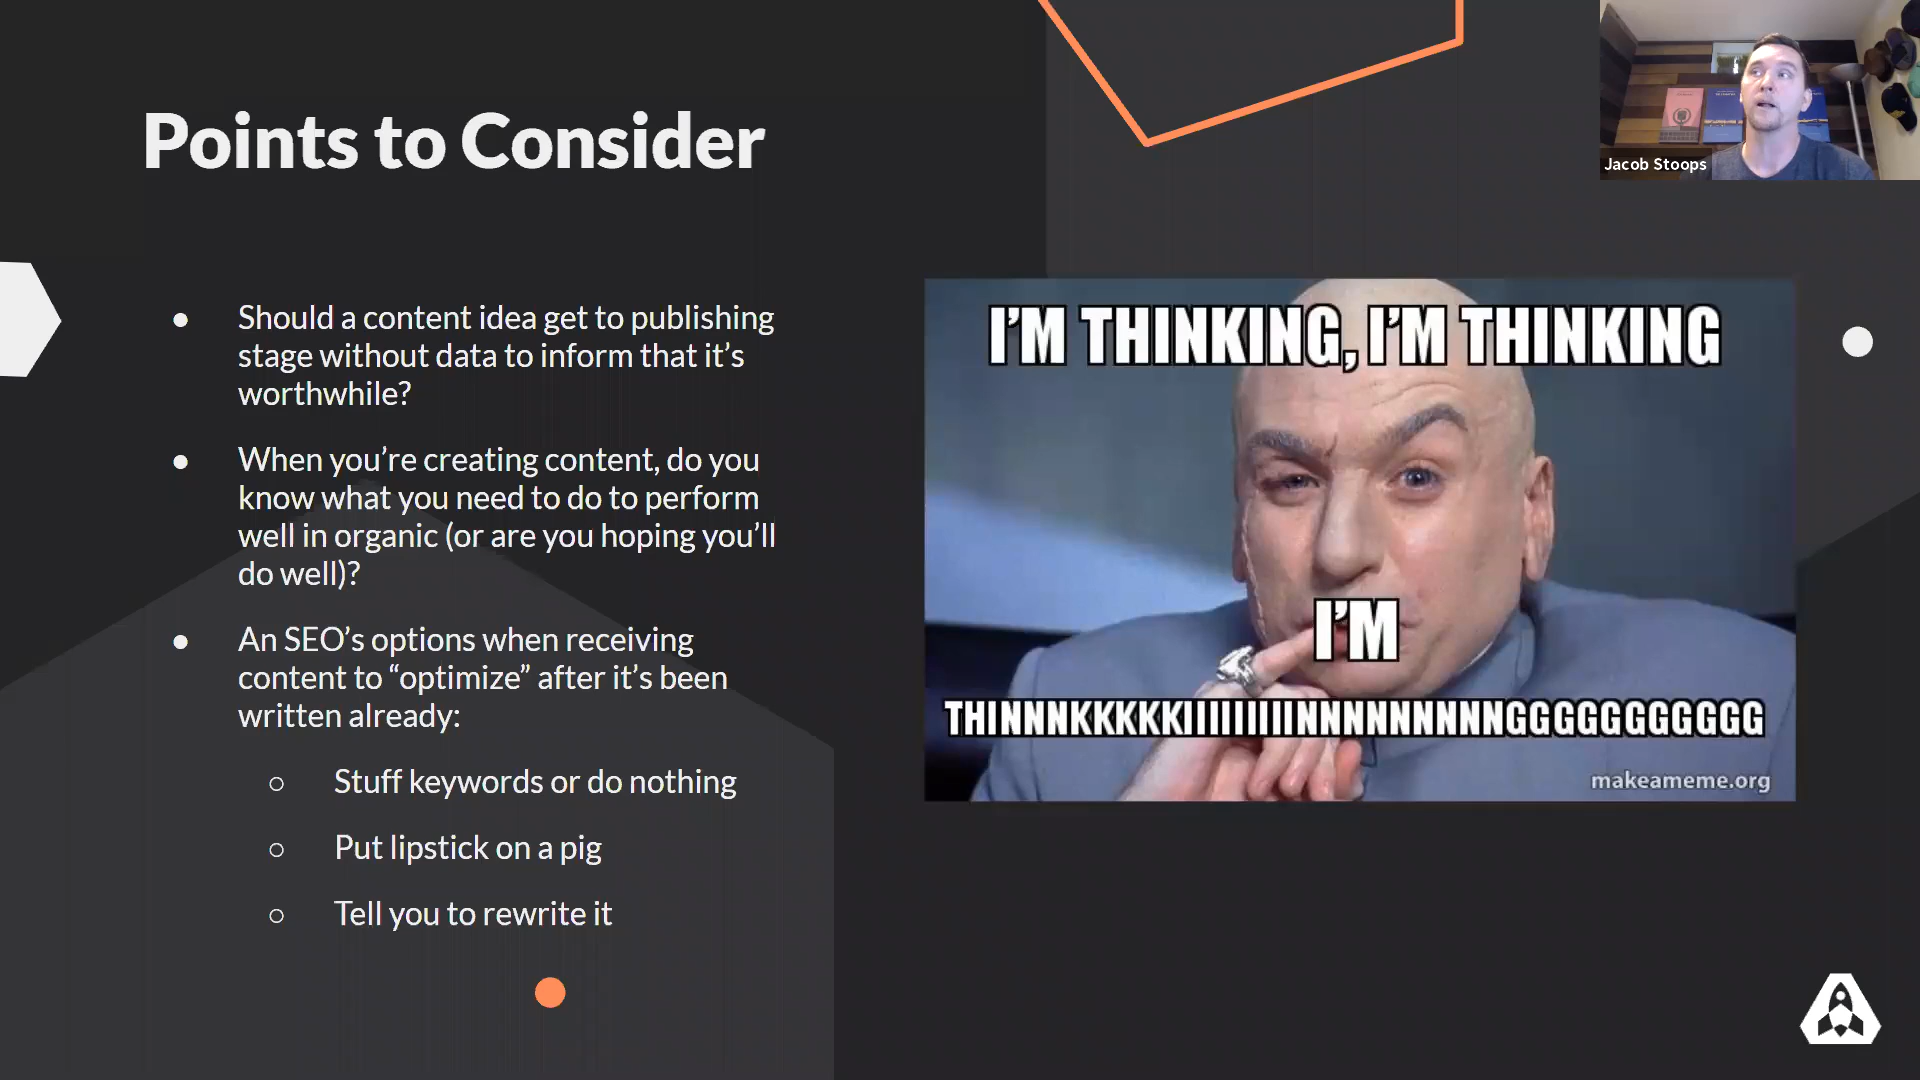 Points to Consider
Jacob Stoops
● Should a content idea get to publishing
stage without data to inform that it’s
worthwhile?
● When you’re creating content, do you
know what you need to do to perform
well in organic (or are you hoping you’ll
do well)?
● An SEO’s options when receiving
content to “optimize” after it’s been
written already:
○ Stuff keywords or do nothing
○ Put lipstick on a pig
○ Tell you to rewrite it
I’M THINKING, I’M THINKING
I’M
THINNNKKKKKIIIIIIIIIINNNNNNNNNGGGGGGGGGGG
makeameme.org